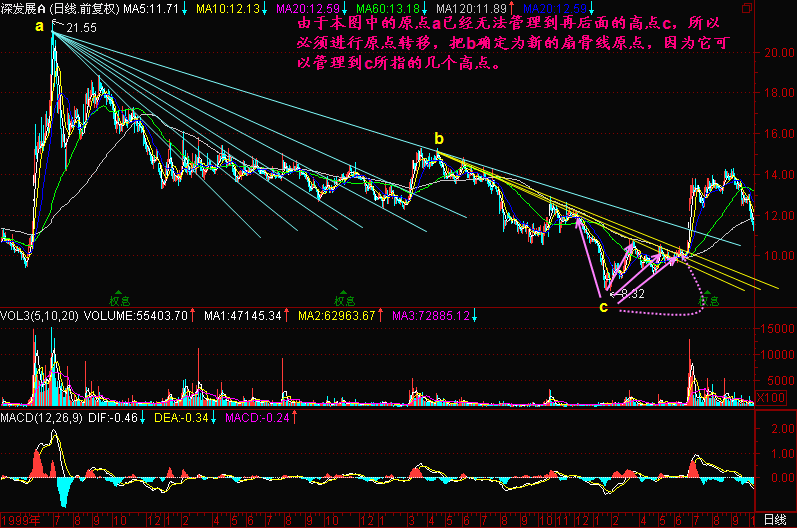 深发展A (日线.前复权) MA5:11.71 MA10:12.13 MA20:12.59 MA60:13.18 MA120:11.89 MA20:12.59
a
21.55
由于本图中的原点a已经无法管理到再后面的高点c，所以
必须进行原点转移，把b确定为新的扇骨线原点，因为它可
以管理到c所指的几个高点。
20.00
18.00
16.00
b
14.00
12.00
10.00
8.32
c
权息 权息 权息
VOL3(5,10,20) VOLUME:55403.70 MA1:47145.34 MA2:62963.67 MA3:72885.12
15000
10000
5000
X100
MACD(12,26,9) DIF:-0.46 DEA:-0.34 MACD:-0.24
2.00
1.00
0.00
1999年 7 8 9 10 12 1 2 4 5 6 7 8 9 10 12 1 3 4 5 6 7 8 9 10 11 12 1 2 4 5 6 7 8 9 1 日线